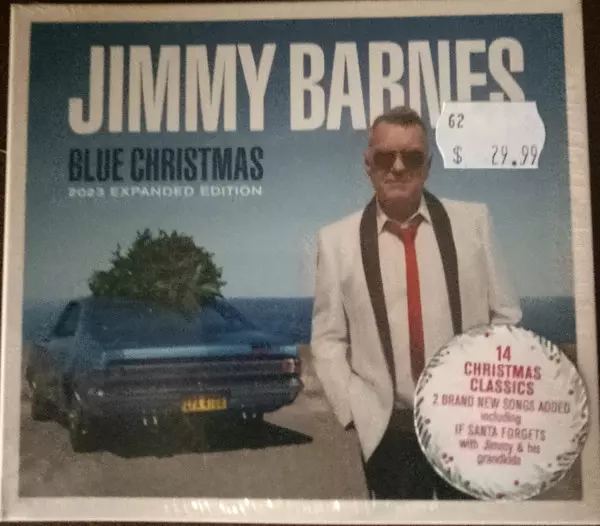 JIMMY BARNES
BLUE CHRISTMAS
2023 EXPANDED EDITION
62
$ 29.99
14
CHRISTMAS
CLASSICS
2 BRAND NEW SONGS ADDED
including
IF SANTA FORGETS
with Jimmy & his
grandkids